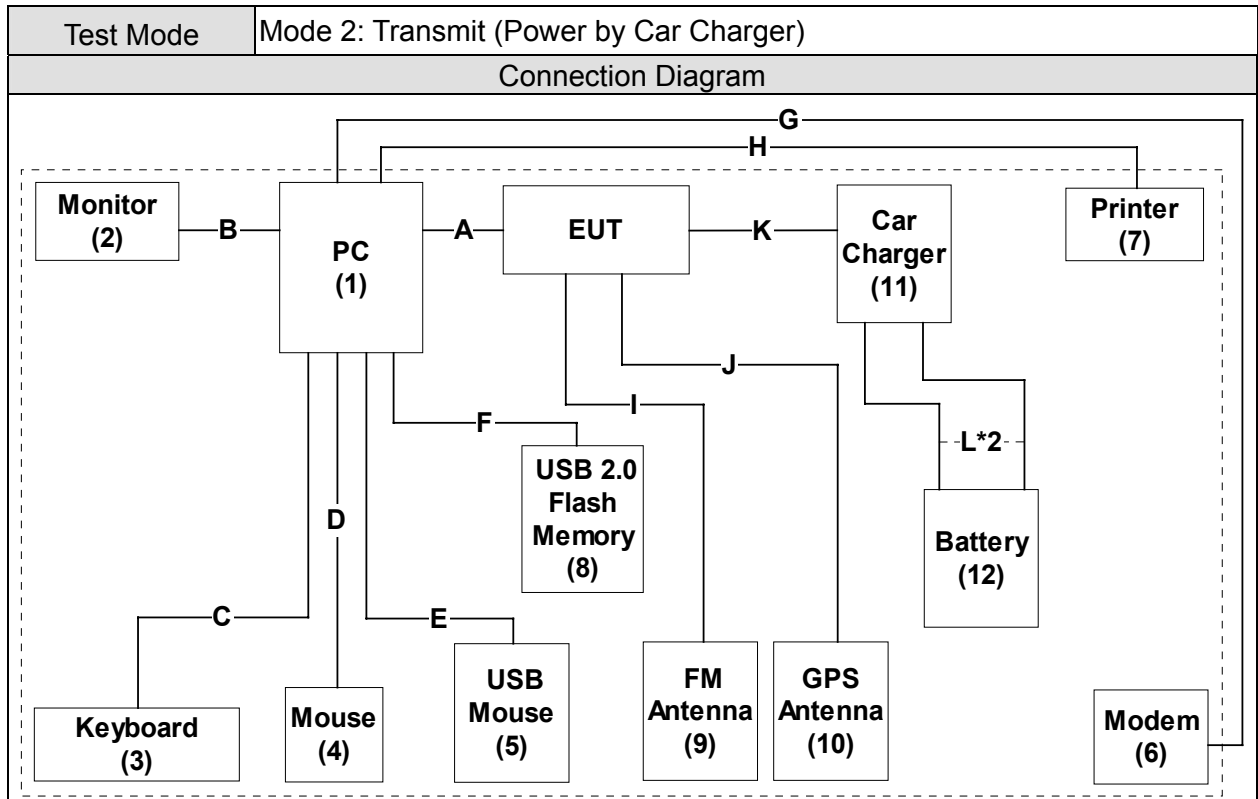 Test Mode
Mode 2: Transmit (Power by Car Charger)
Connection Diagram
G
H
Monitor
(2)
B
PC
(1)
A
EUT
K
Car
Charger
(11)
Printer
(7)
J
I
F
L*2
USB 2.0
Flash
Memory
(8)
D
Battery
(12)
C
E
Keyboard
(3)
Mouse
(4)
USB
Mouse
(5)
FM
Antenna
(9)
GPS
Antenna
(10)
Modem
(6)